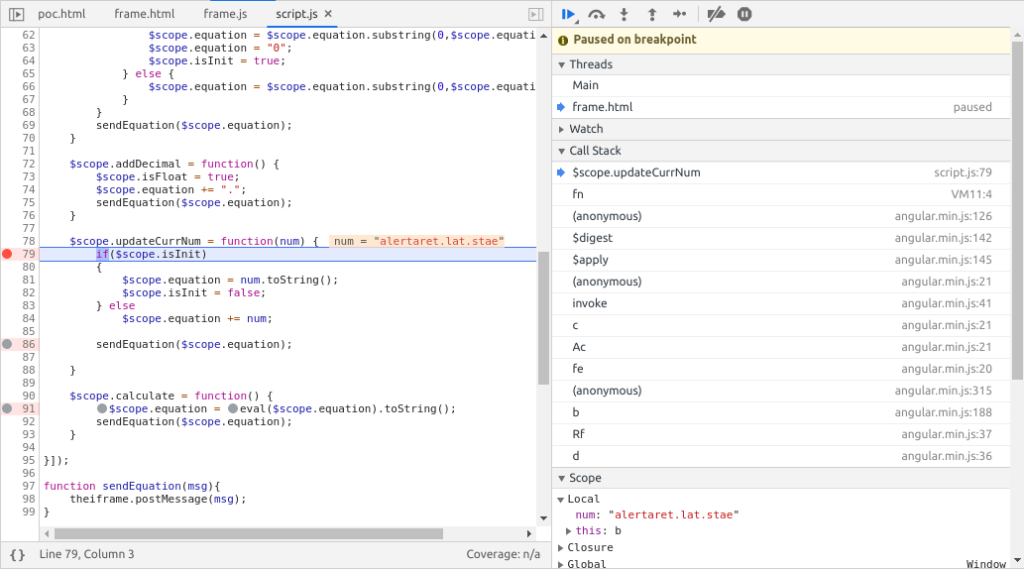 poc.html frame.html frame.js script.js ×
62 $scope.equation = $scope.equation.substring(0,$scope.equati
63 $scope.equation = "0";
64 $scope.isInit = true;
65 } else {
66 $scope.equation = $scope.equation.substring(0,$scope.equati
67 }
68 }
69 sendEquation($scope.equation);
70 }
71
72 $scope.addDecimal = function() {
73 $scope.isFloat = true;
74 $scope.equation += ".";
75 sendEquation($scope.equation);
76 }
77
78 $scope.updateCurrNum = function(num) { num = "alertaret.lat.stae"
79 if($scope.isInit)
80 {
81 $scope.equation = num.toString();
82 $scope.isInit = false;
83 } else
84 $scope.equation += num;
85
86 sendEquation($scope.equation);
87
88 }
89
90 $scope.calculate = function() {
91 $scope.equation = eval($scope.equation).toString();
92 sendEquation($scope.equation);
93 }
94
95 }]);
96
97 function sendEquation(msg){
98 theiframe.postMessage(msg);
99 }
{} Line 79, Column 3 Coverage: n/a
Paused on breakpoint
Threads
Main
frame.html paused
Watch
Call Stack
$scope.updateCurrNum script.js:79
fn VM11:4
(anonymous) angular.min.js:126
$digest angular.min.js:142
$apply angular.min.js:145
(anonymous) angular.min.js:21
invoke angular.min.js:41
c angular.min.js:21
Ac angular.min.js:21
fe angular.min.js:20
(anonymous) angular.min.js:315
b angular.min.js:188
Rf angular.min.js:37
d angular.min.js:36
Scope
Local
num: "alertaret.lat.stae"
this: b
Closure
Global Window